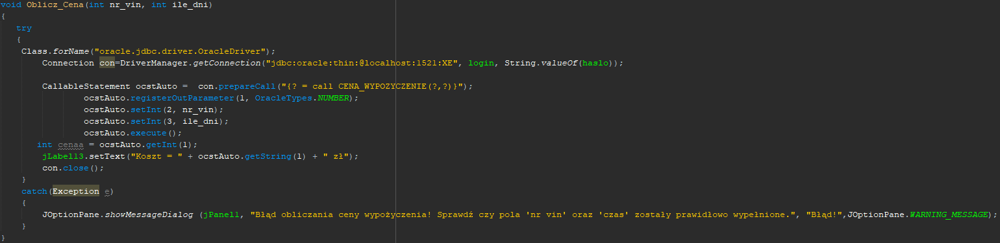 void Oblicz_Cena(int nr_vin, int ile_dni)
{
try
{
Class.forName("oracle.jdbc.driver.OracleDriver");
Connection con=DriverManager.getConnection("jdbc:oracle:thin:@localhost:1521:XE", login, String.valueOf(haslo));
CallableStatement ocstAuto =  con.prepareCall("{? = call CENA_WYPOZYCZENIE(?,?)}");
ocstAuto.registerOutParameter(1, OracleTypes.NUMBER);
ocstAuto.setInt(2, nr_vin);
ocstAuto.setInt(3, ile_dni);
ocstAuto.execute();
int cenaa = ocstAuto.getInt(1);
jLabel13.setText("Koszt = " + ocstAuto.getString(1) + " zł");
con.close();
}
catch(Exception e)
{
JOptionPane.showMessageDialog (jPanel1, "Błąd obliczania ceny wypożyczenia! Sprawdź czy pola 'nr vin' oraz 'czas' zostały prawidłowo wypełnione.", "Błąd!",JOptionPane.WARNING_MESSAGE);
}
}